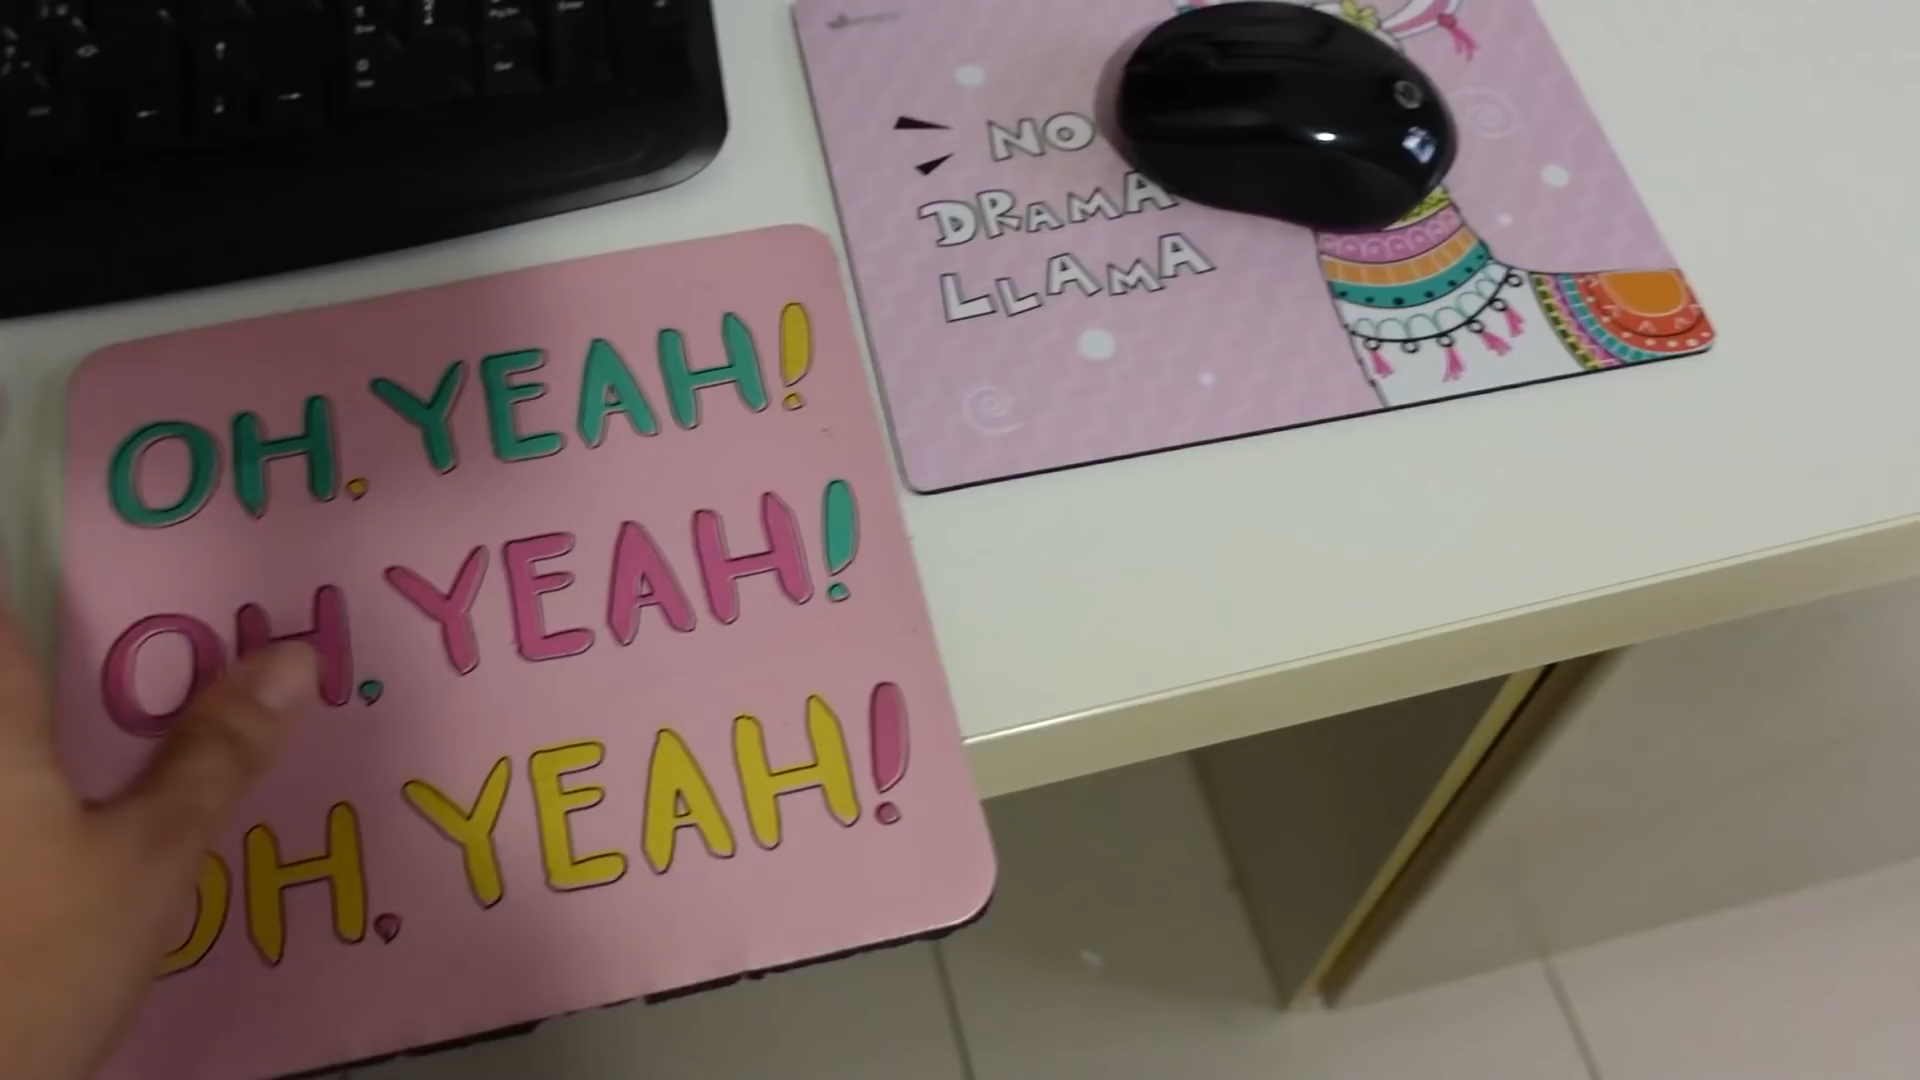 OH, YEAH!
OH, YEAH!
OH, YEAH!
NO
DRAMA
LLAMA